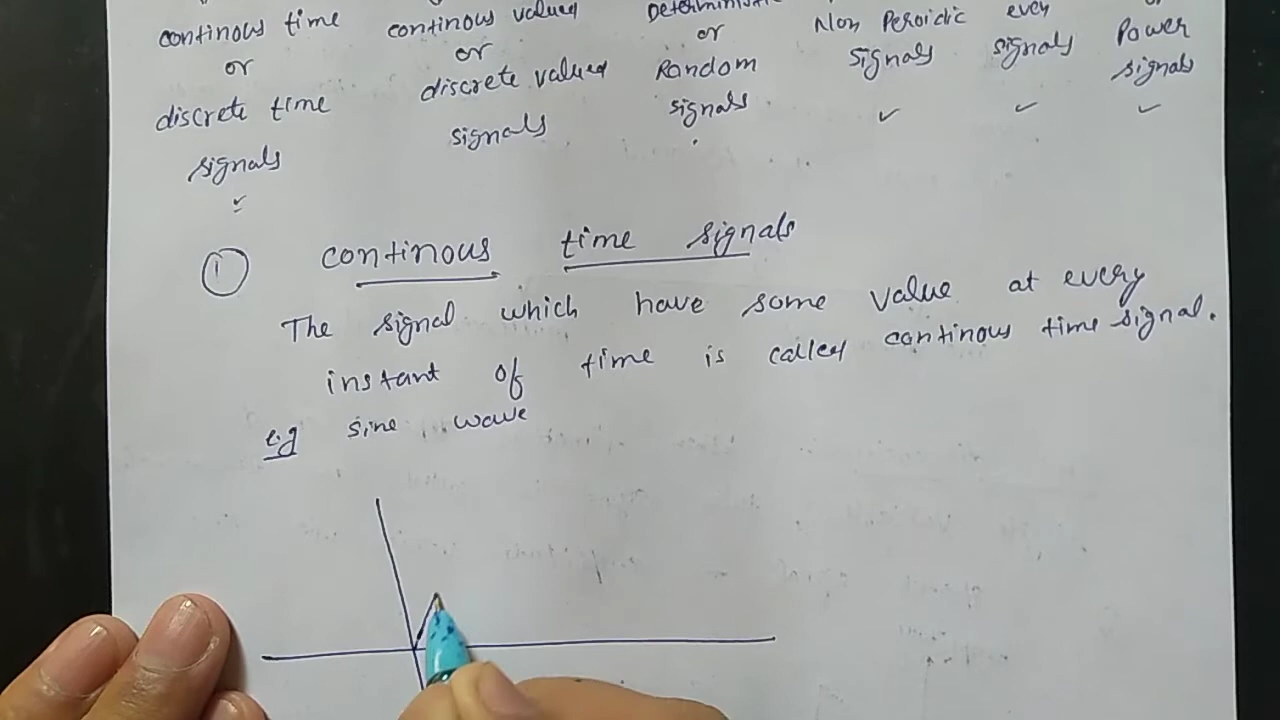 continous time
or
discrete time
signals
continous valued
or
discrete valued
signals
or
Random
signals
Non Peroidic
signals
even
signals
Power
signals
1 continous time signals
The signal which have some value at every
instant of time is called continous time signal.
e.g sine wave